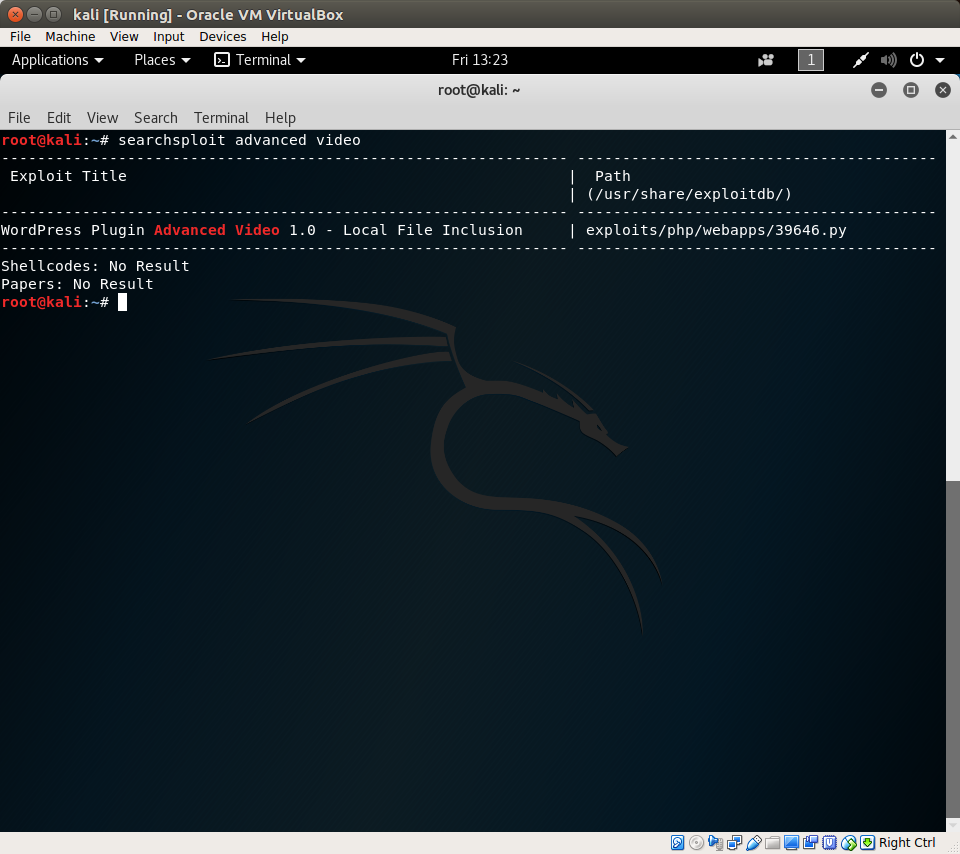 kali [Running] - Oracle VM VirtualBox
File Machine View Input Devices Help
Applications Places Terminal Fri 13:23 1
root@kali: ~
File Edit View Search Terminal Help
root@kali:~# searchsploit advanced video
--------------------------------------------------------------- ----------------------------------------
Exploit Title | Path
| (/usr/share/exploitdb/)
--------------------------------------------------------------- ----------------------------------------
WordPress Plugin Advanced Video 1.0 - Local File Inclusion | exploits/php/webapps/39646.py
--------------------------------------------------------------- ----------------------------------------
Shellcodes: No Result
Papers: No Result
root@kali:~#
Right Ctrl